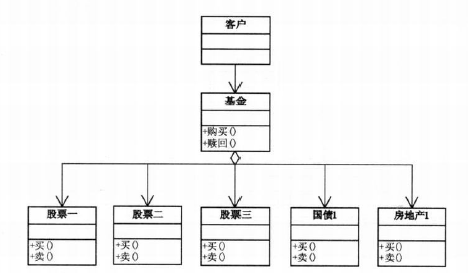 客户
基金
+购买()
+赎回()
股票一 股票二 股票三 国债1 房地产1
+买() +买() +买() +买() +买()
+卖() +卖() +卖() +卖() +卖()